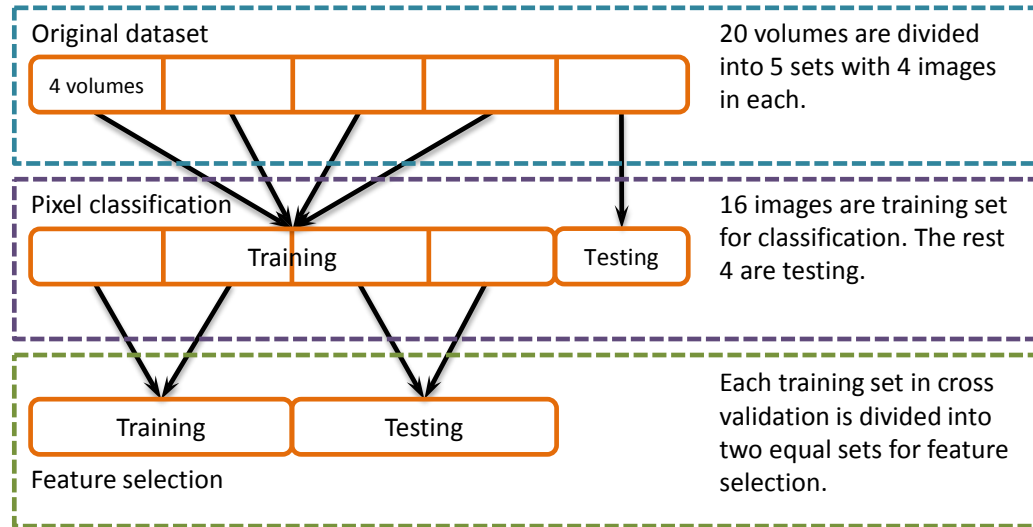 Original dataset
4 volumes
20 volumes are divided
into 5 sets with 4 images
in each.
Pixel classification
Training
Testing
16 images are training set
for classification. The rest
4 are testing.
Training
Testing
Feature selection
Each training set in cross
validation is divided into
two equal sets for feature
selection.